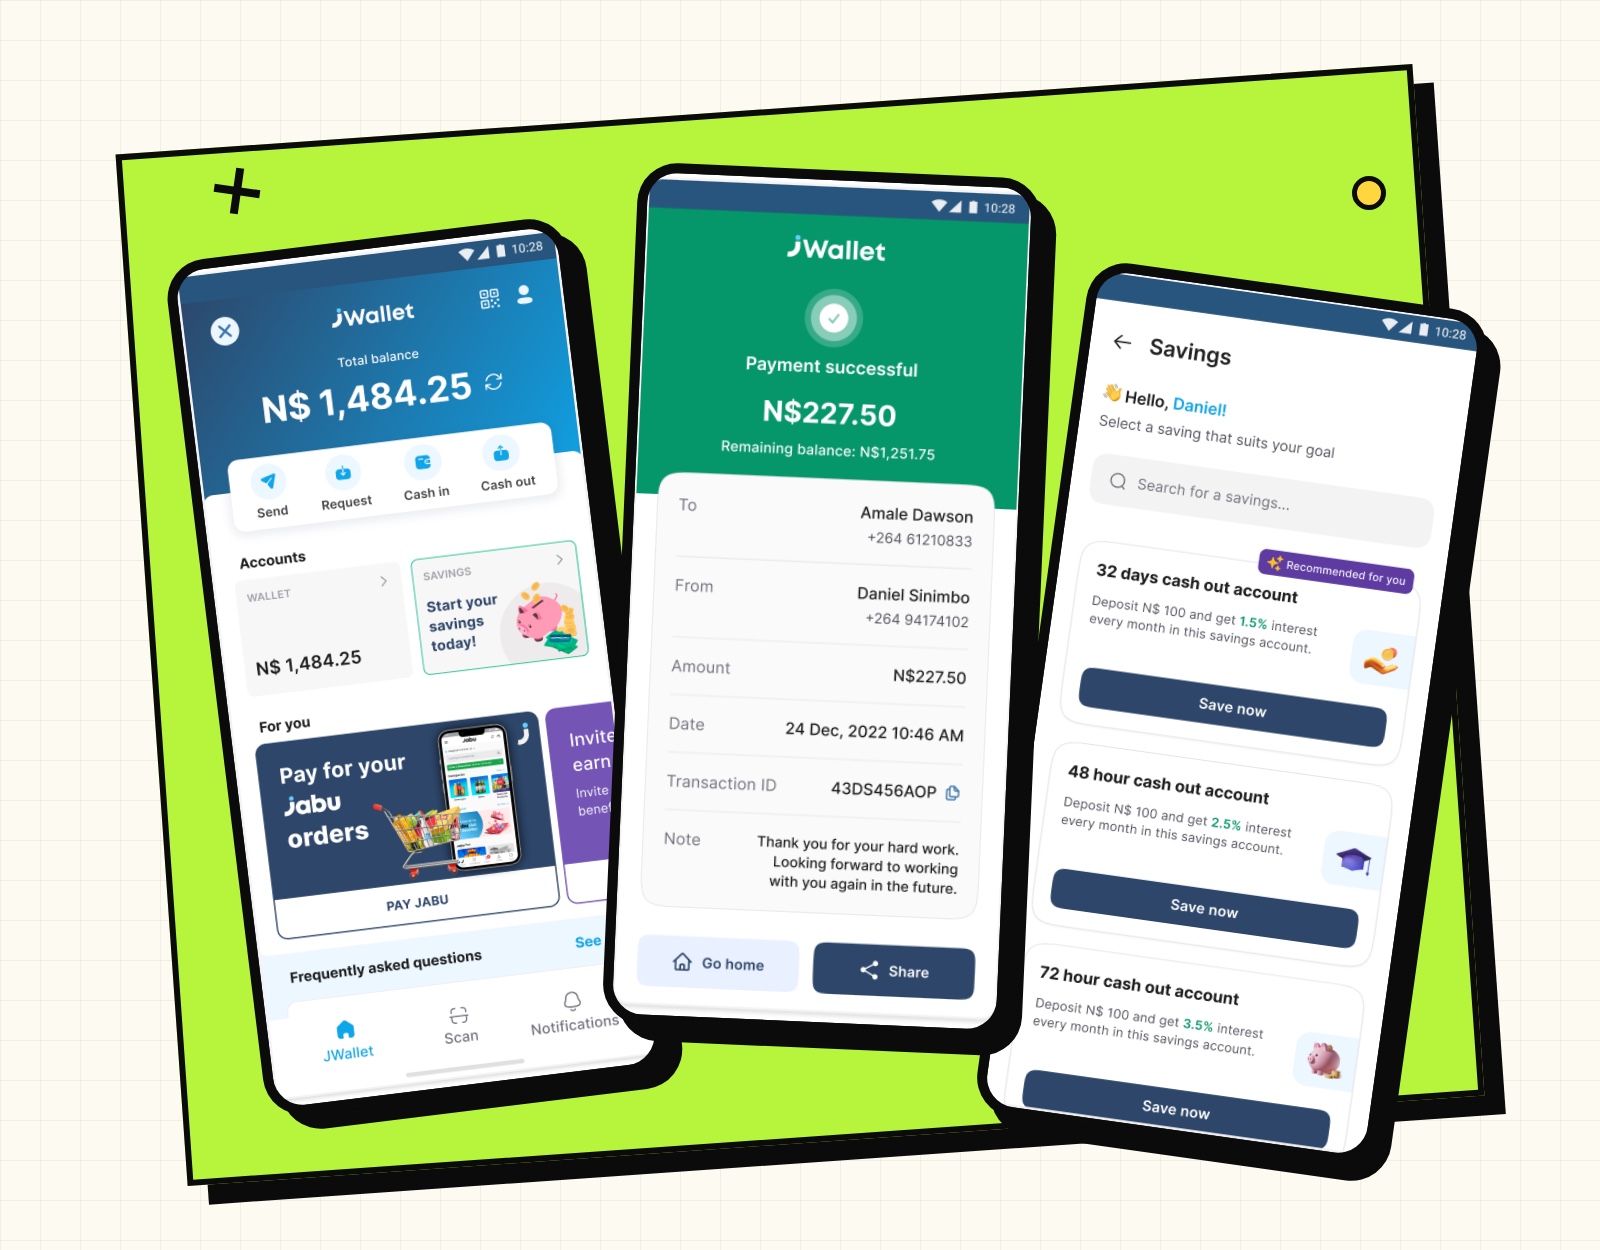 10:28
JWallet
Total balance
N$ 1,484.25
Send
Request
Cash in
Cash out
Accounts
WALLET
N$ 1,484.25
SAVINGS
Start your
savings
today!
For you
Pay for your
Jabu
orders
Jabu
PAY JABU
Invite
earn
Invite
Frequently asked questions
See
JWallet
Scan
Notifications
10:28
JWallet
Payment successful
N$227.50
Remaining balance: N$1,251.75
To
Amale Dawson
+264 61210833
From
Daniel Sinimbo
+264 94174102
Amount
N$227.50
Date
24 Dec, 2022 10:46 AM
Transaction ID
43DS456AOP
Note
Thank you for your hard work.
Looking forward to working
with you again in the future.
Go home
Share
10:28
Savings
👋 Hello, Daniel!
Select a saving that suits your goal
Search for a savings...
Recommended for you
32 days cash out account
Deposit N$ 100 and get 1.5% interest
every month in this savings account.
Save now
48 hour cash out account
Deposit N$ 100 and get 2.5% interest
every month in this savings account.
Save now
72 hour cash out account
Deposit N$ 100 and get 3.5% interest
every month in this savings account.
Save now